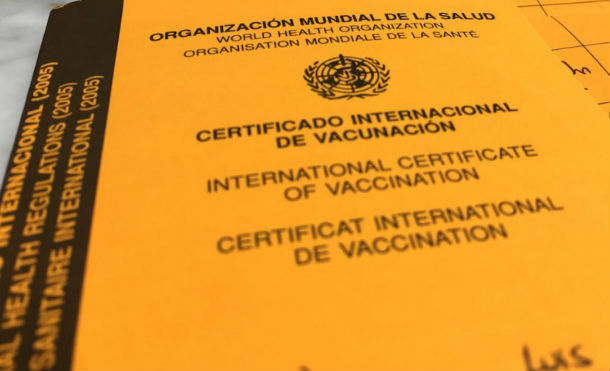 ORGANIZACIÓN MUNDIAL DE LA SALUD
WORLD HEALTH ORGANIZATION
ORGANISATION MONDIALE DE LA SANTÉ
CERTIFICADO INTERNACIONAL
DE VACUNACIÓN
INTERNATIONAL CERTIFICATE
OF VACCINATION
CERTIFICAT INTERNATIONAL
DE VACCINATION
Luis
INTERNACIONAL (2005)
HEALTH REGULATIONS (2005)
SANITAIRE INTERNATIONAL (2005)